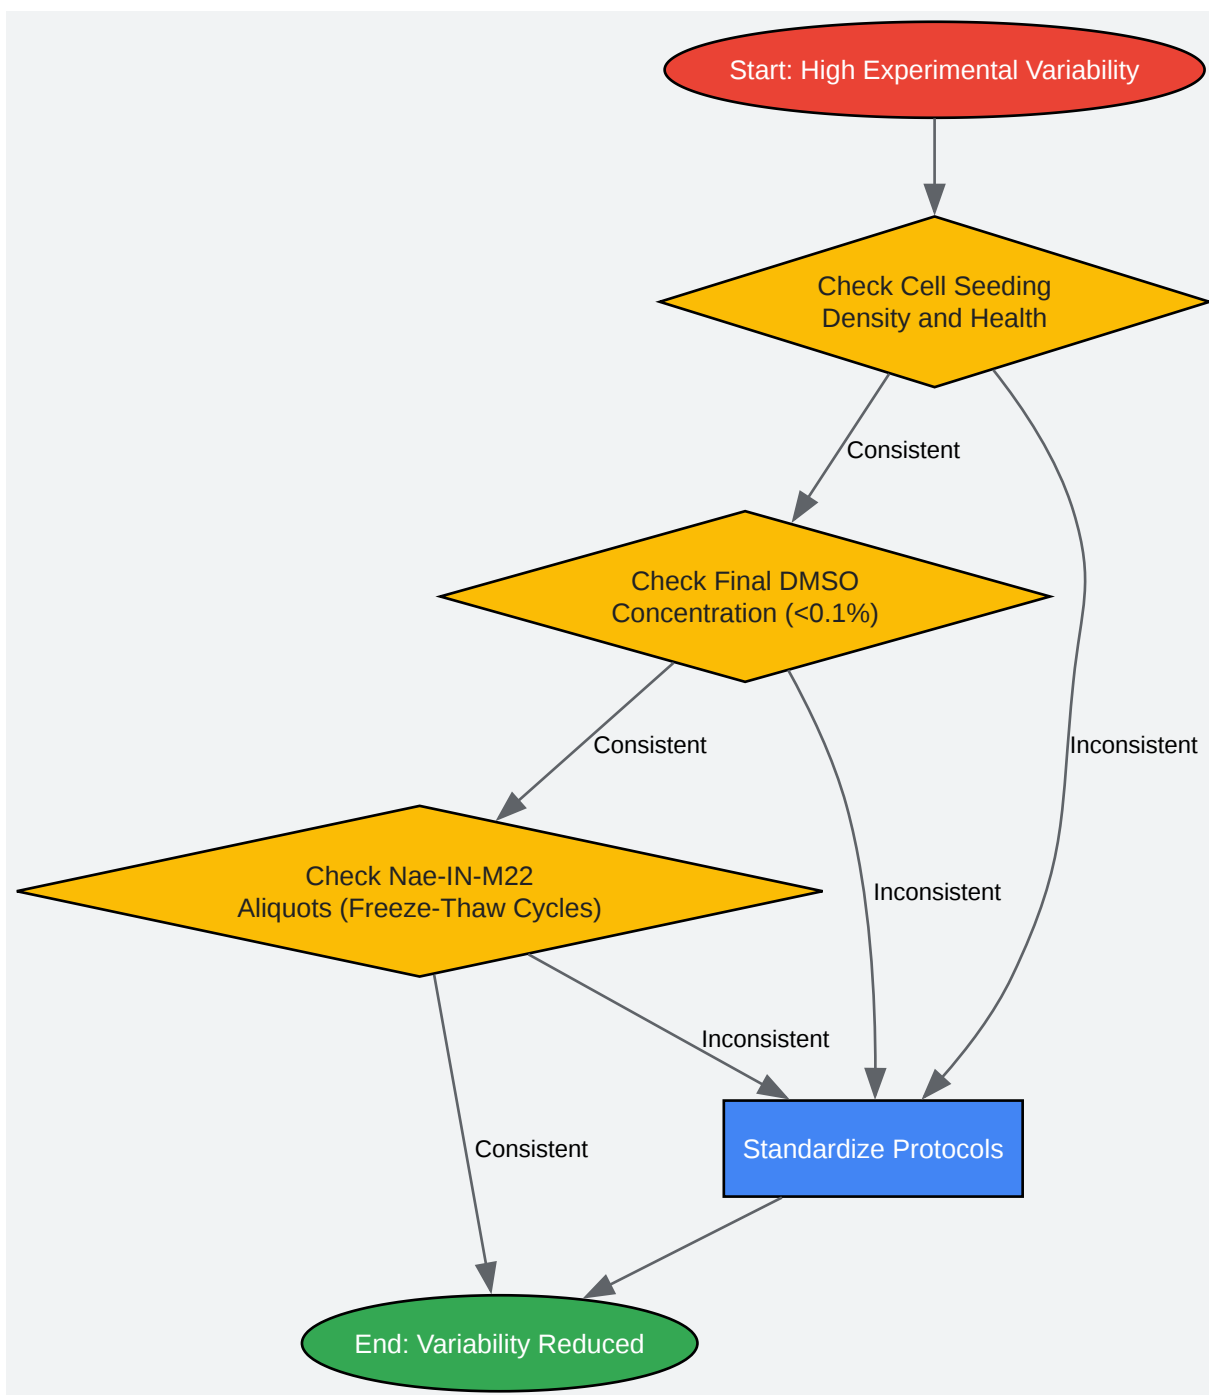 Start: High Experimental Variability
Check Cell Seeding
Density and Health
Consistent
Check Final DMSO
Concentration (<0.1%)
Consistent
Inconsistent
Check Nae-IN-M22
Aliquots (Freeze-Thaw Cycles)
Inconsistent
Inconsistent
Consistent
Standardize Protocols
End: Variability Reduced